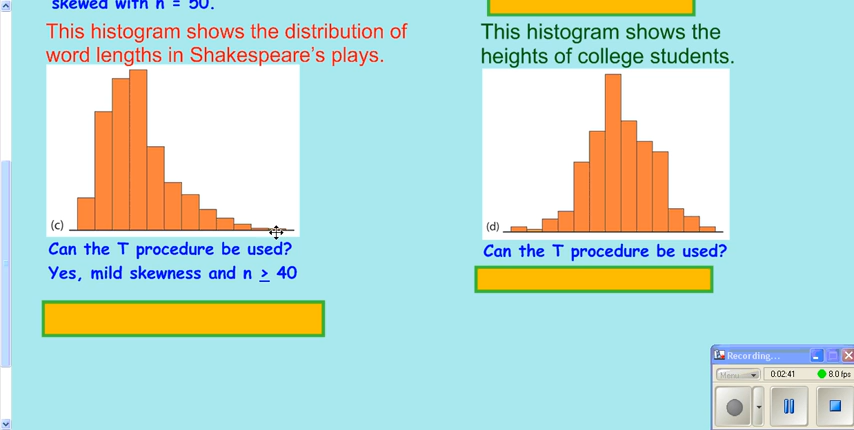 skewed with n = 50.
This histogram shows the distribution of
word lengths in Shakespeare's plays.
(c)
Can the T procedure be used?
Yes, mild skewness and n ≥ 40
This histogram shows the
heights of college students.
(d)
Can the T procedure be used?
Recording...
Menu
0:02:41
8.0 fps